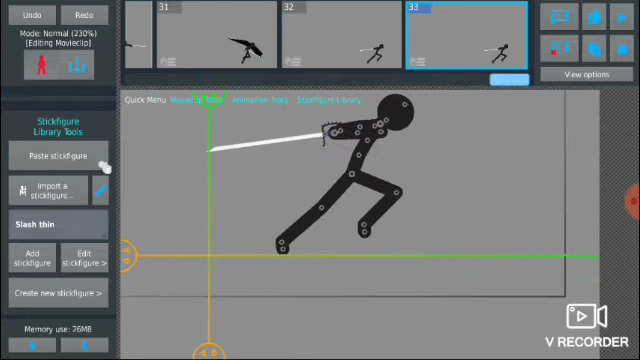 Undo Redo
Mode: Normal (230%)
[Editing Movieclip]
31 32 33
View options
Quick Menu Animation Tools Stickfigure Library
Stickfigure
Library Tools
Paste stickfigure
Import a
stickfigure...
Slash thin
Add
stickfigure
Edit
stickfigure >
Create new stickfigure >
Memory use: 26MB
V RECORDER